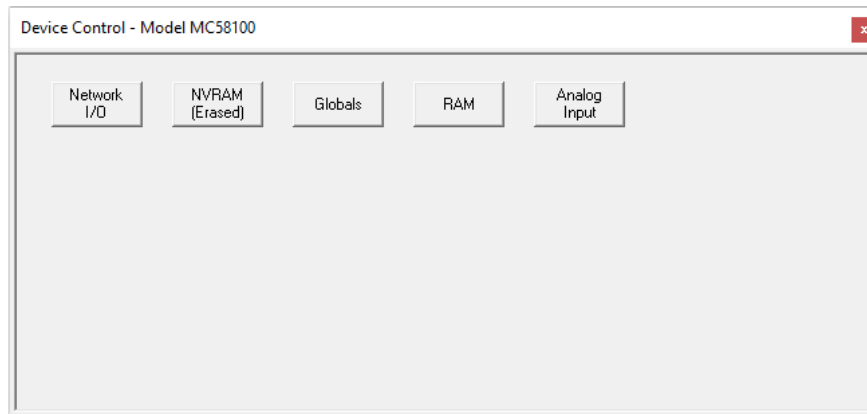 Device Control - Model MC58100
x
Network
I/O
NVRAM
(Erased)
Globals
RAM
Analog
Input